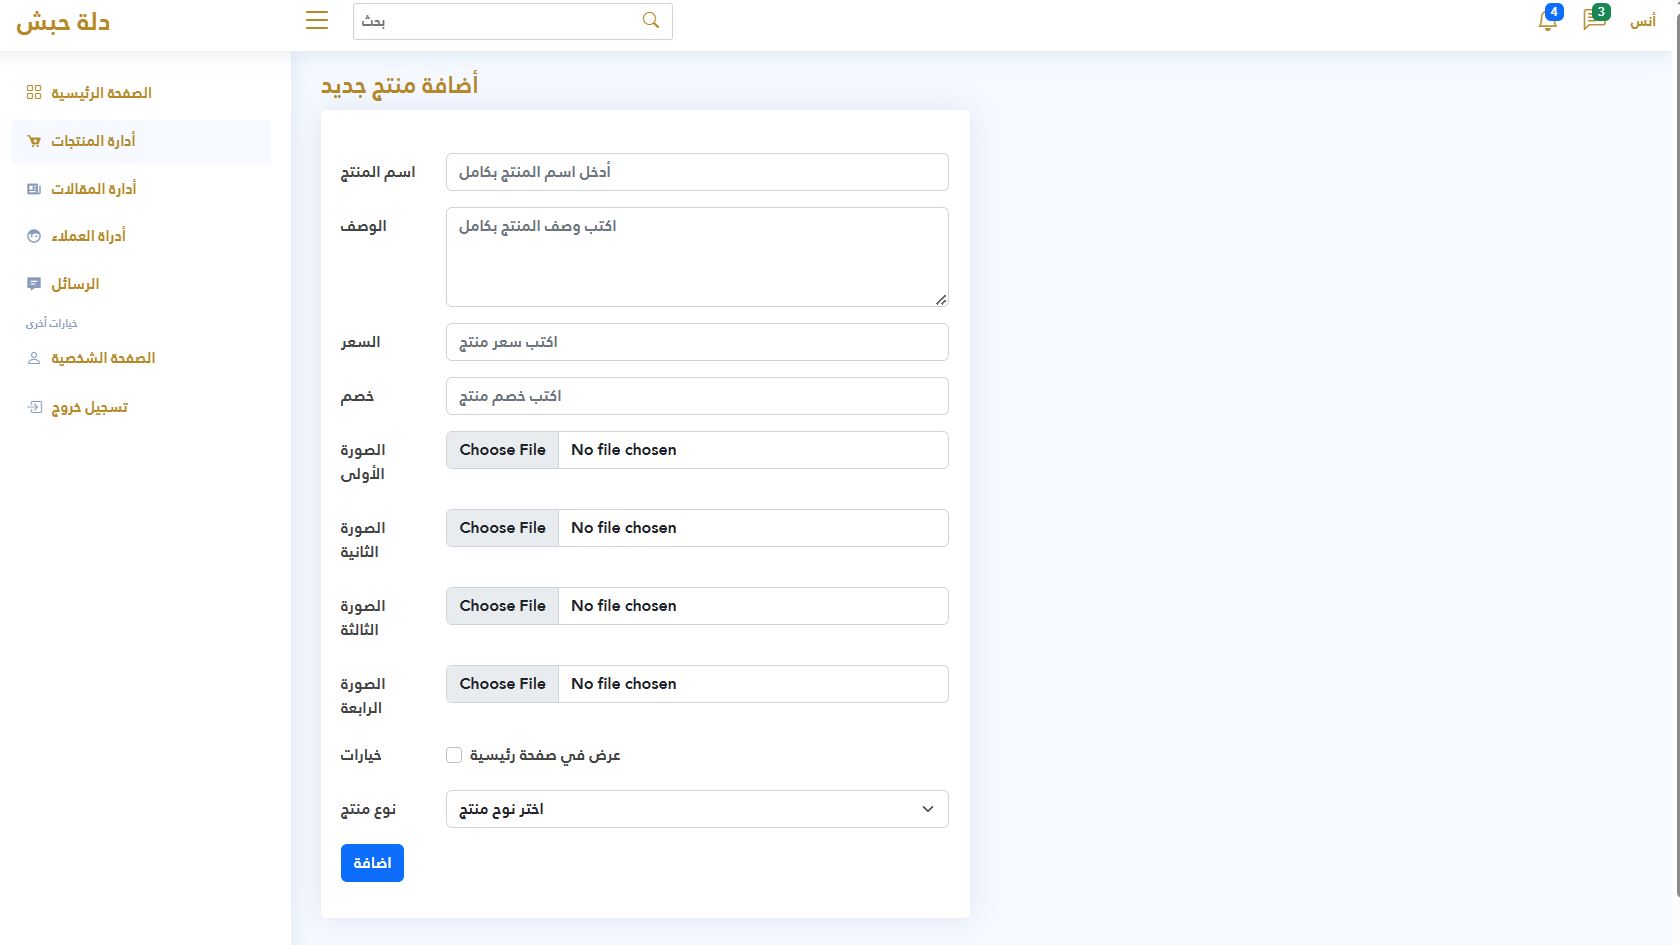 دلة حبش
بحث
4
3
أنس
الصفحة الرئيسية
أدارة المنتجات
أدارة المقالات
أدراة العملاء
الرسائل
خيارات أخرى
الصفحة الشخصية
تسجيل خروج
أضافة منتج جديد
اسم المنتج
أدخل اسم المنتج بكامل
الوصف
اكتب وصف المنتج بكامل
السعر
اكتب سعر منتج
خصم
اكتب خصم منتج
الصورة
الأولى
Choose File No file chosen
الصورة
الثانية
Choose File No file chosen
الصورة
الثالثة
Choose File No file chosen
الصورة
الرابعة
Choose File No file chosen
خيارات
عرض في صفحة رئيسية
نوع منتج
اختر نوح منتج
اضافة